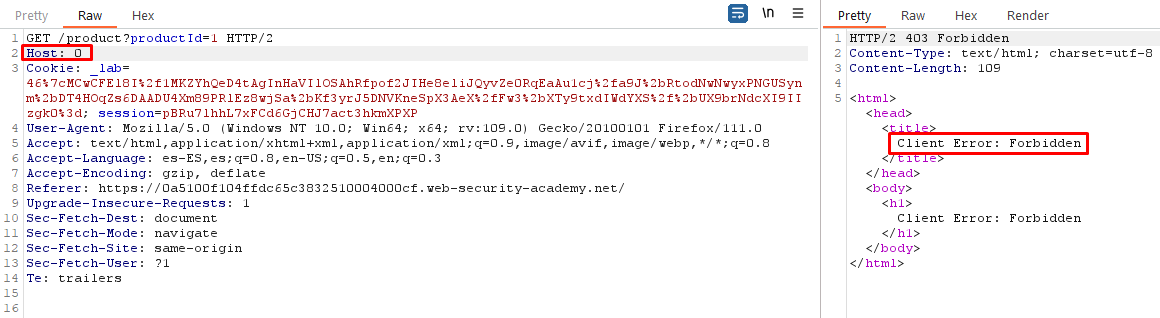 Pretty Raw Hex
\n
1 GET /product?productId=1 HTTP/2
2 Host: 0
3 Cookie: _lab=
46%7cMCwCFEl8I%2f1MKZYhQeD4tAgInHaVIlOSAhRfpof2JIHe8eliJQyvZeORqEaAu1cj%2fa9J%2bRtodNwNwyxPNGUSyn
m%2bDT4HOqZs6DAADU4Xm89PRlEz8wjSa%2bKf3yrJ5DNVKneSpX3AeX%2fFw3%2bXTy9txdIWdYXS%2f%2bUX9brNdcXI9II
zgkO%3d; session=pBRu7lhhL7xFCd6GjCHJ7act3hkmXPXP
4 User-Agent: Mozilla/5.0 (Windows NT 10.0; Win64; x64; rv:109.0) Gecko/20100101 Firefox/111.0
5 Accept: text/html,application/xhtml+xml,application/xml;q=0.9,image/avif,image/webp,*/*;q=0.8
6 Accept-Language: es-ES,es;q=0.8,en-US;q=0.5,en;q=0.3
7 Accept-Encoding: gzip, deflate
8 Referer: https://0a5100f104ffdc65c3832510004000cf.web-security-academy.net/
9 Upgrade-Insecure-Requests: 1
10 Sec-Fetch-Dest: document
11 Sec-Fetch-Mode: navigate
12 Sec-Fetch-Site: same-origin
13 Sec-Fetch-User: ?1
14 Te: trailers
15
16
Pretty Raw Hex Render
1 HTTP/2 403 Forbidden
2 Content-Type: text/html; charset=utf-8
3 Content-Length: 109
4
5 <html>
<head>
<title>
Client Error: Forbidden
</title>
</head>
<body>
<h1>
Client Error: Forbidden
</h1>
</body>
</html>